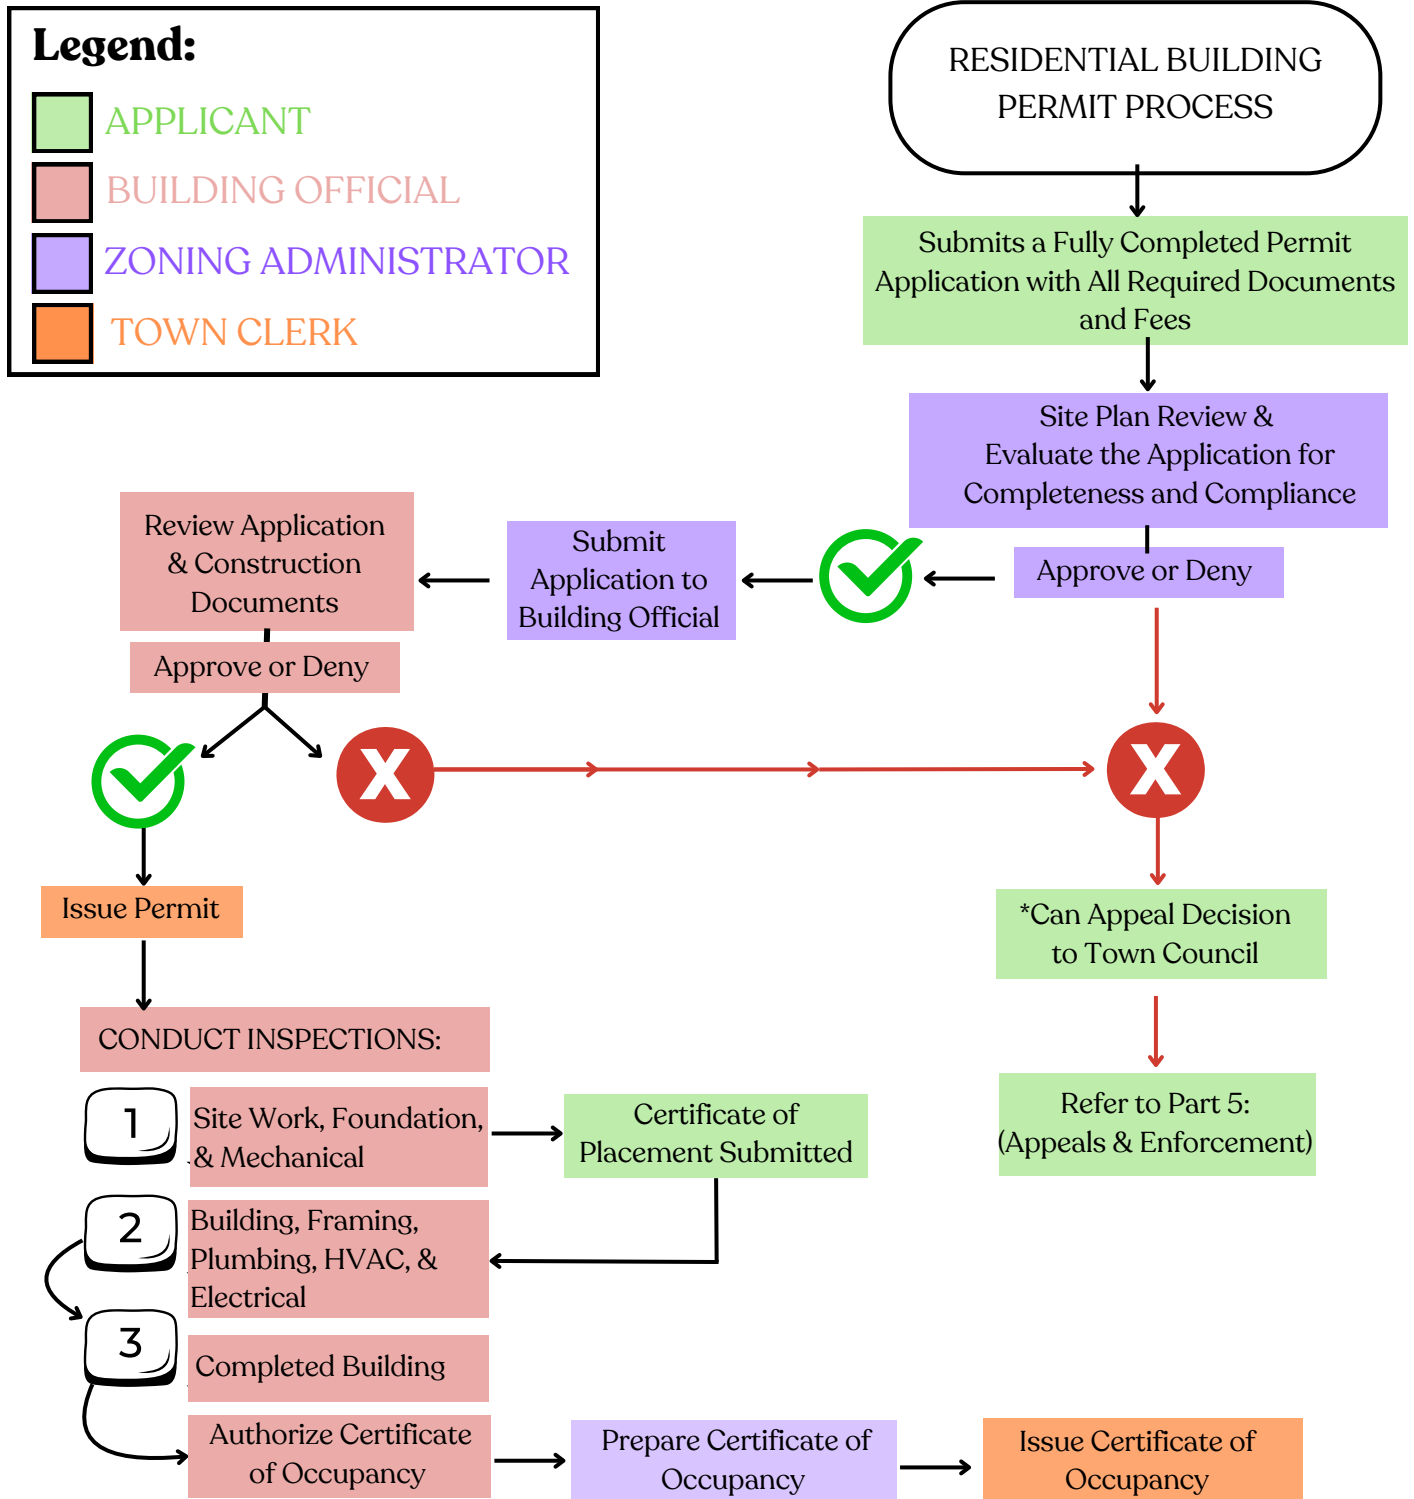 Legend:
APPLICANT
BUILDING OFFICIAL
ZONING ADMINISTRATOR
TOWN CLERK
RESIDENTIAL BUILDING
PERMIT PROCESS
Submits a Fully Completed Permit
Application with All Required Documents
and Fees
Site Plan Review &
Evaluate the Application for
Completeness and Compliance
Approve or Deny
Submit
Application to
Building Official
Review Application
& Construction
Documents
Approve or Deny
X
X
Issue Permit
*Can Appeal Decision
to Town Council
Refer to Part 5:
(Appeals & Enforcement)
CONDUCT INSPECTIONS:
1
Site Work, Foundation,
& Mechanical
Certificate of
Placement Submitted
2
Building, Framing,
Plumbing, HVAC, &
Electrical
3
Completed Building
Authorize Certificate
of Occupancy
Prepare Certificate of
Occupancy
Issue Certificate of
Occupancy